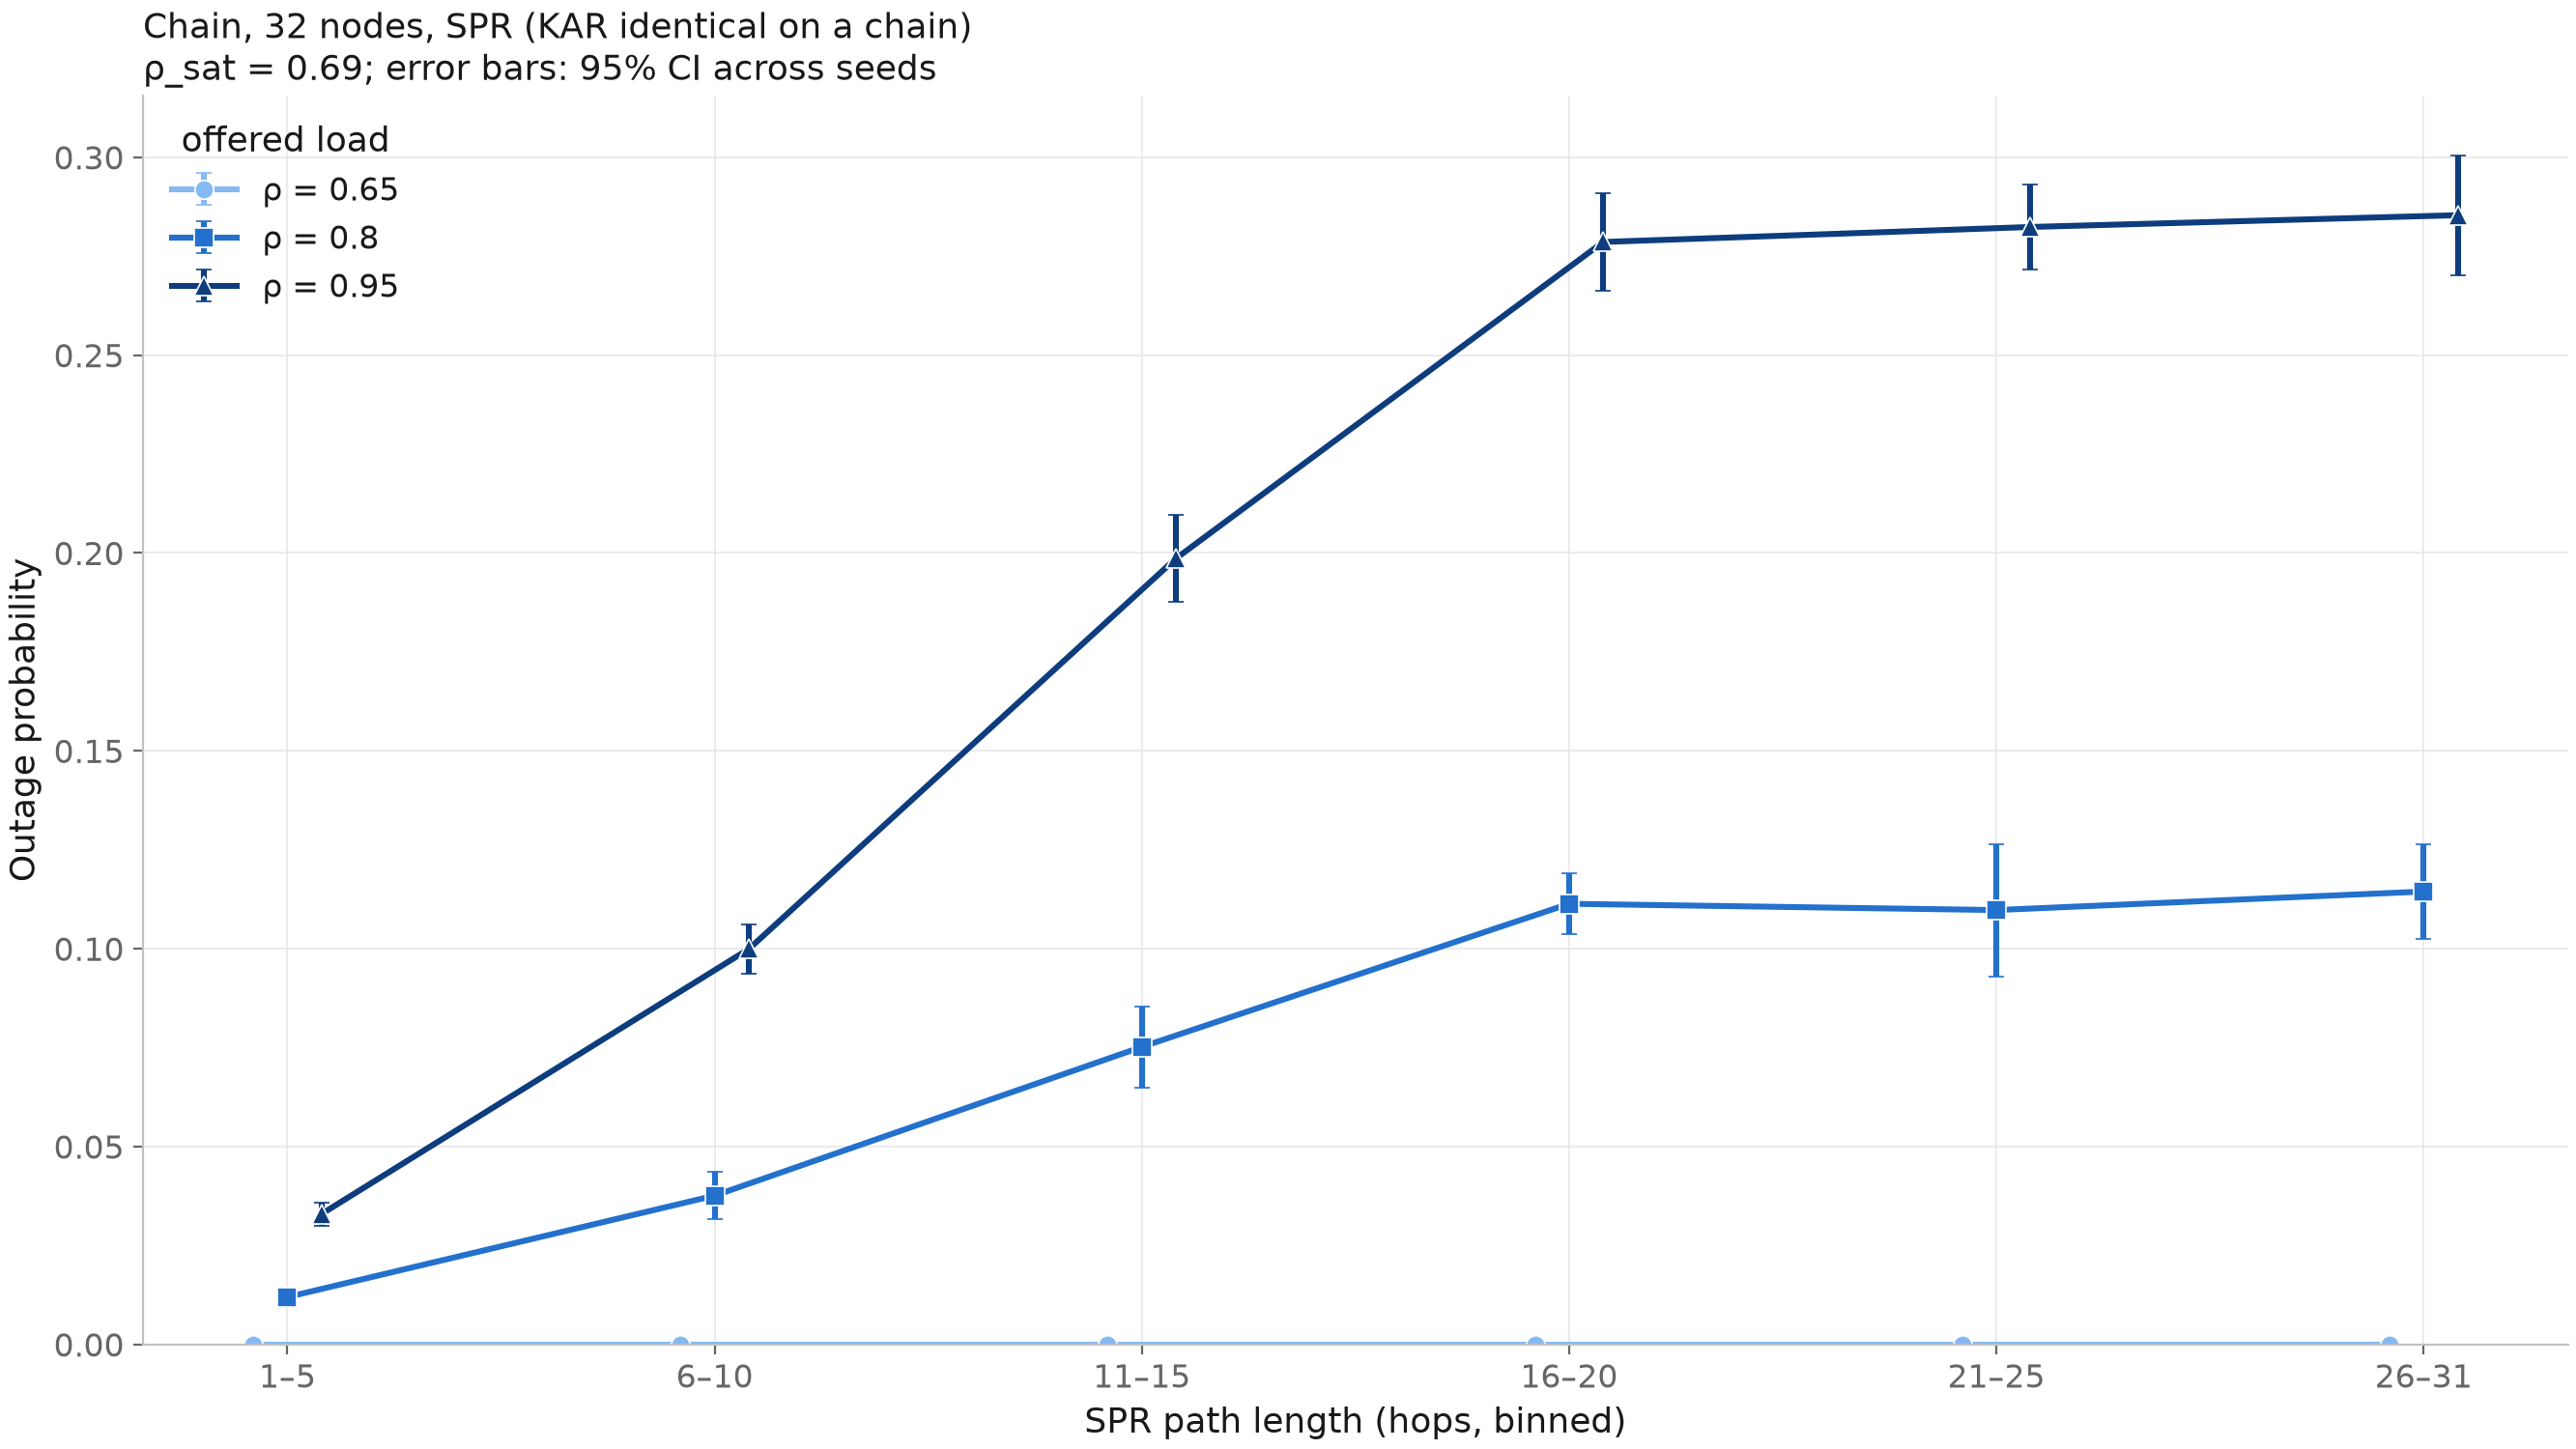 Chain, 32 nodes, SPR (KAR identical on a chain)
ρ_sat = 0.69; error bars: 95% CI across seeds
offered load
ρ = 0.65
ρ = 0.8
ρ = 0.95
Outage probability
0.30
0.25
0.20
0.15
0.10
0.05
0.00
1–5
6–10
11–15
16–20
21–25
26–31
SPR path length (hops, binned)